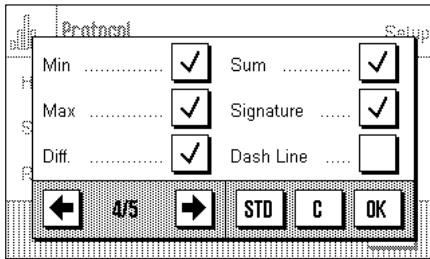 Protocol Setup
Min ............. Sum ............
Max ............. Signature ......
Diff. ............. Dash Line .....
4/5 STD C OK